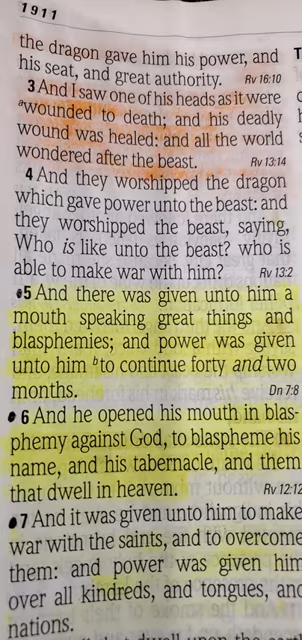 1911
the dragon gave him his power, and
his seat, and great authority. Rv 16:10
3 And I saw one of his heads as it were
ᵃwounded to death; and his deadly
wound was healed: and all the world
wondered after the beast. Rv 13:14
4 And they worshipped the dragon
which gave power unto the beast: and
they worshipped the beast, saying,
Who is like unto the beast? who is
able to make war with him? Rv 13:2
•5 And there was given unto him a
mouth speaking great things and
blasphemies; and power was given
unto him ᵇto continue forty and two
months. Dn 7:8
•6 And he opened his mouth in blas-
phemy against God, to blaspheme his
name, and his tabernacle, and them
that dwell in heaven. Rv 12:12
•7 And it was given unto him to make
war with the saints, and to overcome
them: and power was given him
over all kindreds, and tongues, and
nations.